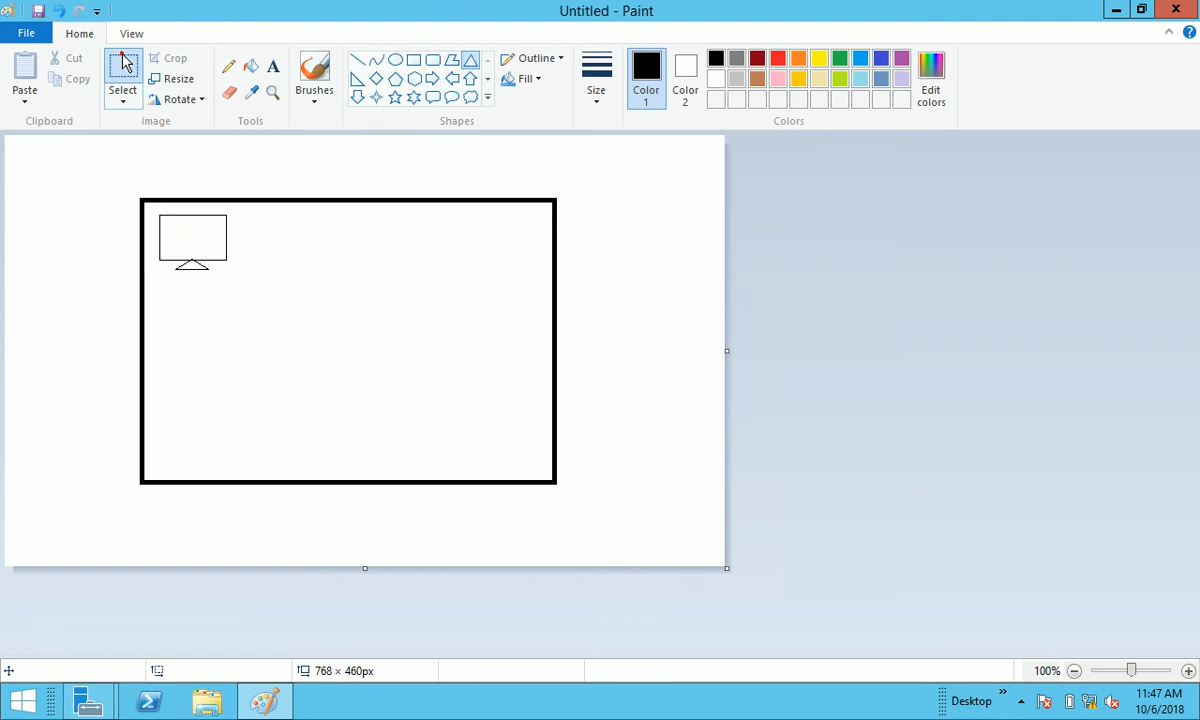 Untitled - Paint
File
Home
View
Paste
Cut
Copy
Clipboard
Select
Crop
Resize
Rotate
Image
A
Tools
Brushes
Shapes
Outline
Fill
Size
Color 1
Color 2
Edit colors
Colors
768 × 460px
100%
Desktop
11:47 AM
10/6/2018